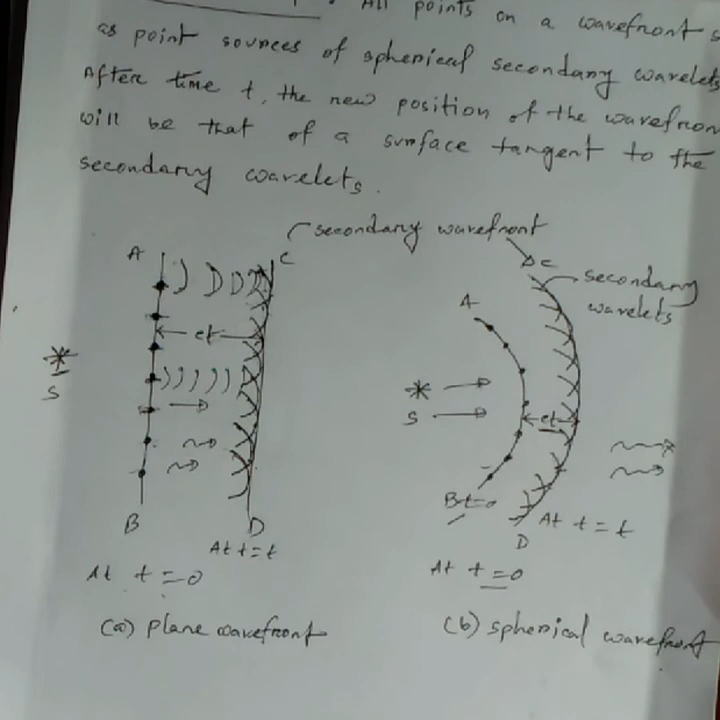 All points on a wavefront s
as point sources of spherical secondary wavelets
After time t, the new position of the wavefron
will be that of a surface tangent to the
secondary wavelets.
secondary wavefront
A
C
C
secondary
wavelets
A
ct
S
S
ct
B
D
At t=t
B t=0
D
At t=t
At t=0
At t=0
(a) plane wavefront
(b) spherical wavefront